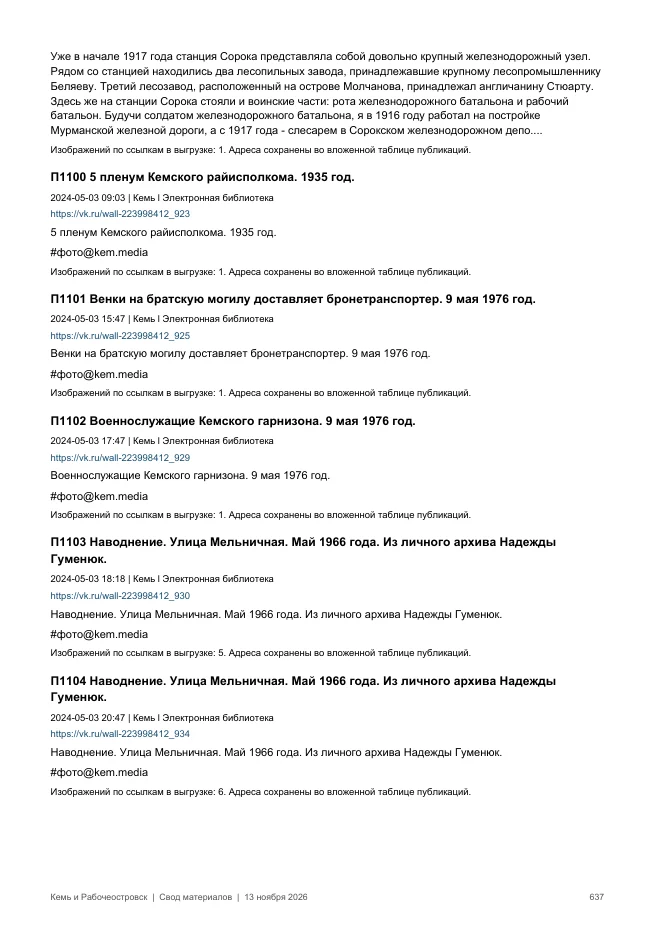 Уже в начале 1917 года станция Сорока представляла собой довольно крупный железнодорожный узел.
Рядом со станцией находились два лесопильных завода, принадлежавшие крупному лесопромышленнику
Беляеву. Третий лесозавод, расположенный на острове Молчанова, принадлежал англичанину Стюарту.
Здесь же на станции Сорока стояли и воинские части: рота железнодорожного батальона и рабочий
батальон. Будучи солдатом железнодорожного батальона, я в 1916 году работал на постройке
Мурманской железной дороги, а с 1917 года - слесарем в Сорокском железнодорожном депо....
Изображений по ссылкам в выгрузке: 1. Адреса сохранены во вложенной таблице публикаций.
П1100 5 пленум Кемского райисполкома. 1935 год.
2024-05-03 09:03 | Кемь I Электронная библиотека
https://vk.ru/wall-223998412_923
5 пленум Кемского райисполкома. 1935 год.
#фото@kem.media
Изображений по ссылкам в выгрузке: 1. Адреса сохранены во вложенной таблице публикаций.
П1101 Венки на братскую могилу доставляет бронетранспортер. 9 мая 1976 год.
2024-05-03 15:47 | Кемь I Электронная библиотека
https://vk.ru/wall-223998412_925
Венки на братскую могилу доставляет бронетранспортер. 9 мая 1976 год.
#фото@kem.media
Изображений по ссылкам в выгрузке: 1. Адреса сохранены во вложенной таблице публикаций.
П1102 Военнослужащие Кемского гарнизона. 9 мая 1976 год.
2024-05-03 17:47 | Кемь I Электронная библиотека
https://vk.ru/wall-223998412_929
Военнослужащие Кемского гарнизона. 9 мая 1976 год.
#фото@kem.media
Изображений по ссылкам в выгрузке: 1. Адреса сохранены во вложенной таблице публикаций.
П1103 Наводнение. Улица Мельничная. Май 1966 года. Из личного архива Надежды
Гуменюк.
2024-05-03 18:18 | Кемь I Электронная библиотека
https://vk.ru/wall-223998412_930
Наводнение. Улица Мельничная. Май 1966 года. Из личного архива Надежды Гуменюк.
#фото@kem.media
Изображений по ссылкам в выгрузке: 5. Адреса сохранены во вложенной таблице публикаций.
П1104 Наводнение. Улица Мельничная. Май 1966 года. Из личного архива Надежды
Гуменюк.
2024-05-03 20:47 | Кемь I Электронная библиотека
https://vk.ru/wall-223998412_934
Наводнение. Улица Мельничная. Май 1966 года. Из личного архива Надежды Гуменюк.
#фото@kem.media
Изображений по ссылкам в выгрузке: 6. Адреса сохранены во вложенной таблице публикаций.
Кемь и Рабочеостровск | Свод материалов | 13 ноября 2026 637